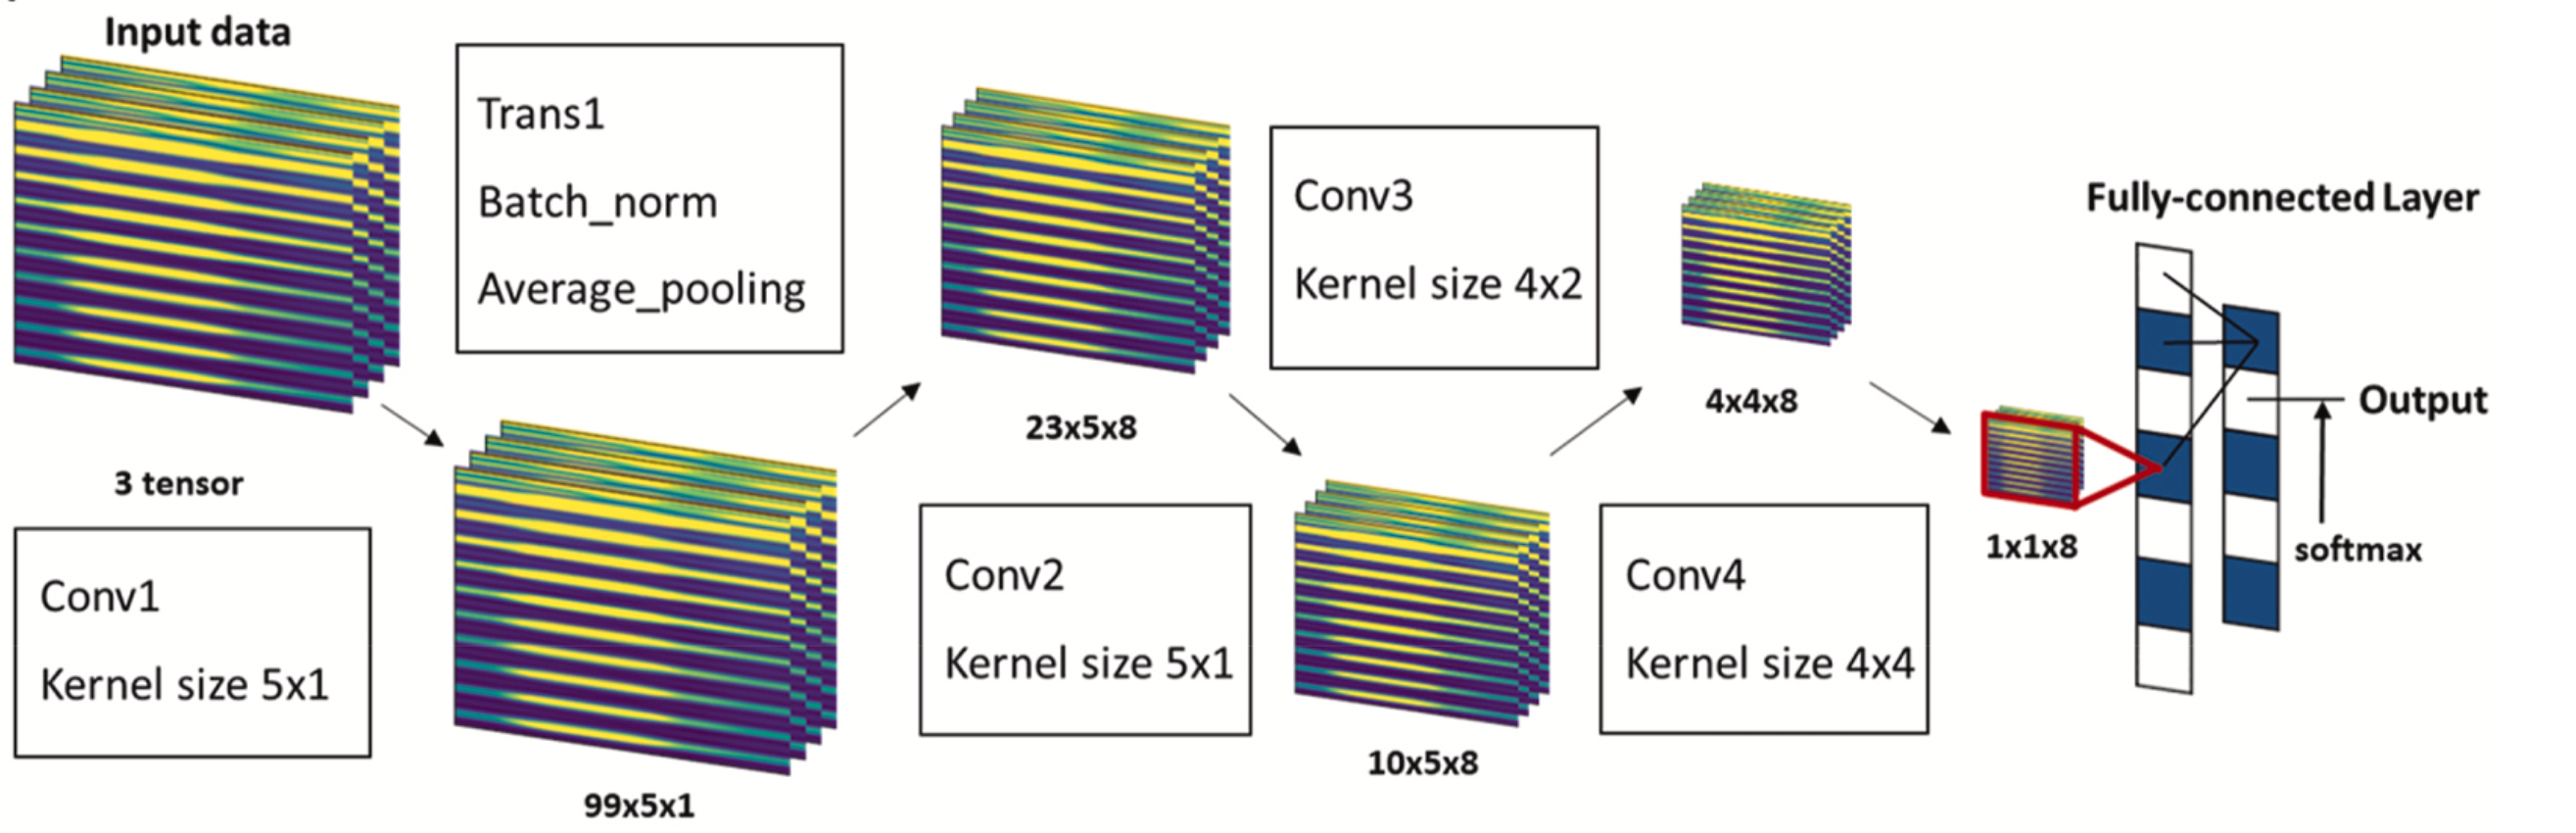 Input data
3 tensor
Conv1
Kernel size 5x1
Trans1
Batch_norm
Average_pooling
99x5x1
23x5x8
Conv2
Kernel size 5x1
Conv3
Kernel size 4x2
10x5x8
4x4x8
Conv4
Kernel size 4x4
1x1x8
Fully-connected Layer
Output
softmax